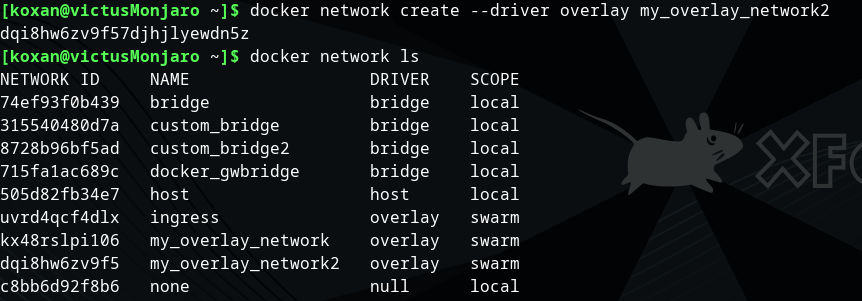 [koxan@victusMonjaro ~]$ docker network create --driver overlay my_overlay_network2
dqi8hw6zv9f57djhjlyewdn5z
[koxan@victusMonjaro ~]$ docker network ls
NETWORK ID     NAME                  DRIVER    SCOPE
74ef93f0b439   bridge                bridge    local
315540480d7a   custom_bridge         bridge    local
8728b96bf5ad   custom_bridge2        bridge    local
715fa1ac689c   docker_gwbridge       bridge    local
505d82fb34e7   host                  host      local
uvrd4qcf4dlx   ingress               overlay   swarm
kx48rslpi106   my_overlay_network    overlay   swarm
dqi8hw6zv9f5   my_overlay_network2   overlay   swarm
c8bb6d92f8b6   none                  null      local